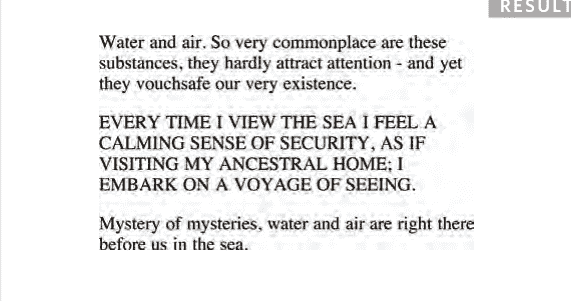 RESULT
Water and air. So very commonplace are these
substances, they hardly attract attention - and yet
they vouchsafe our very existence.
EVERY TIME I VIEW THE SEA I FEEL A
CALMING SENSE OF SECURITY, AS IF
VISITING MY ANCESTRAL HOME; I
EMBARK ON A VOYAGE OF SEEING.
Mystery of mysteries, water and air are right there
before us in the sea.